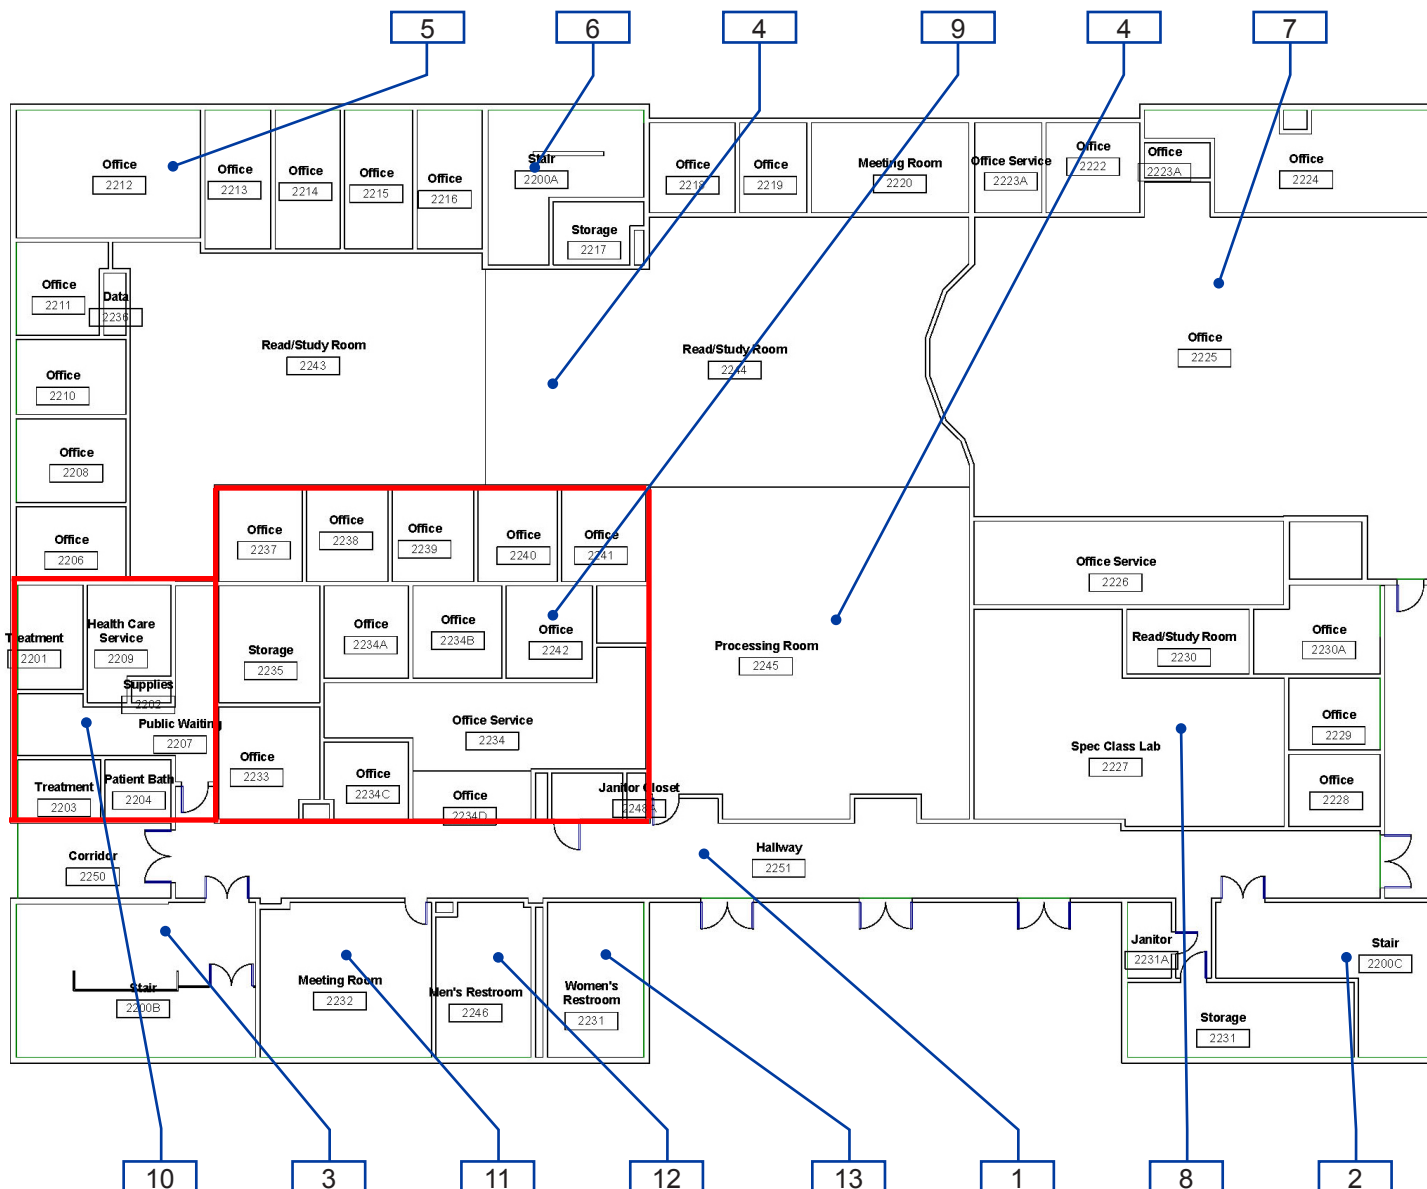 5
6
4
9
4
7
Office
2212
Office
2213
Office
2214
Office
2215
Office
2216
Stair
2200A
Storage
2217
Office
2218
Office
2219
Meeting Room
2220
Office Service
2223A
Office
2222
Office
2223A
Office
2224
Office
2211
Data
2236
Read/Study Room
2243
Read/Study Room
2244
Office
2225
Office
2210
Office
2208
Office
2206
Office
2237
Office
2238
Office
2239
Office
2240
Office
2241
Office Service
2226
Treatment
2201
Health Care
Service
2209
Supplies
2202
Public Waiting
2207
Storage
2235
Office
2234A
Office
2234B
Office
2242
Processing Room
2245
Read/Study Room
2230
Office
2230A
Office Service
2234
Office
2229
Spec Class Lab
2227
Office
2228
Treatment
2203
Patient Bath
2204
Office
2233
Office
2234C
Office
2234D
Janitor Closet
2248A
Corridor
2250
Hallway
2251
Stair
2200B
Meeting Room
2232
Men's Restroom
2246
Women's
Restroom
2231
Janitor
2231A
Stair
2200C
Storage
2231
10
3
11
12
13
1
8
2